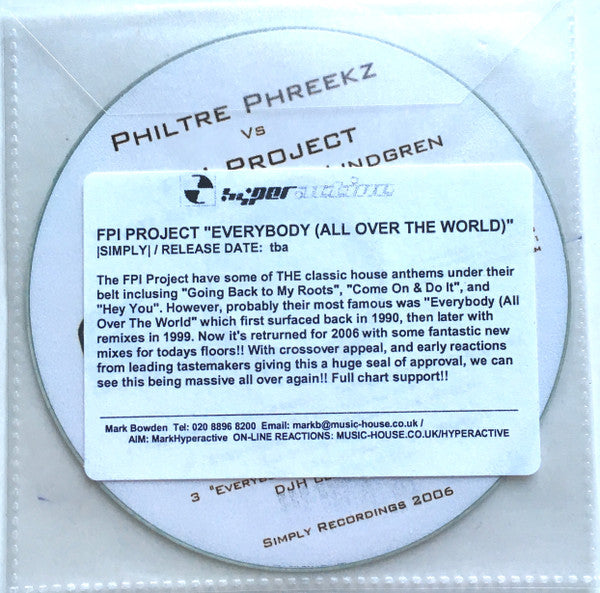 PHILTRE PHREEKZ
VS
PROJECT
LINDGREN
hyperaction
FPI PROJECT "EVERYBODY (ALL OVER THE WORLD)"
|SIMPLY| / RELEASE DATE: tba
The FPI Project have some of THE classic house anthems under their
belt inclusing "Going Back to My Roots", "Come On & Do It", and
"Hey You". However, probably their most famous was "Everybody (All
Over The World" which first surfaced back in 1990, then later with
remixes in 1999. Now it's retrurned for 2006 with some fantastic new
mixes for todays floors!! With crossover appeal, and early reactions
from leading tastemakers giving this a huge seal of approval, we can
see this being massive all over again!! Full chart support!!
Mark Bowden Tel: 020 8896 8200 Email: markb@music-house.co.uk /
AIM: MarkHyperactive ON-LINE REACTIONS: MUSIC-HOUSE.CO.UK/HYPERACTIVE
3 "EVERYB
DJH
SIMPLY RECORDINGS 2006